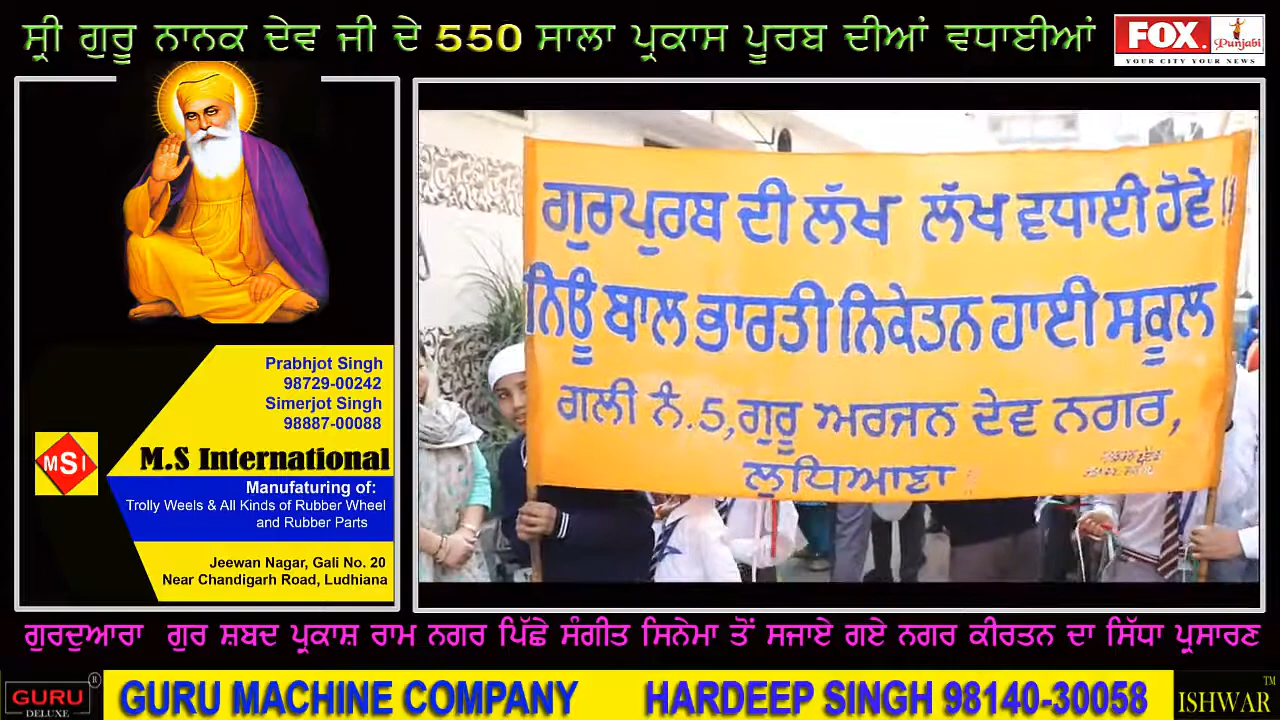 ਸ੍ਰੀ ਗੁਰੂ ਨਾਨਕ ਦੇਵ ਜੀ ਦੇ 550 ਸਾਲਾ ਪ੍ਰਕਾਸ ਪੂਰਬ ਦੀਆਂ ਵਧਾਈਆਂ
FOX.
Punjabi
YOUR CITY YOUR NEWS
Prabhjot Singh
98729-00242
Simerjot Singh
98887-00088
MSI
M.S International
Manufaturing of:
Trolly Weels & All Kinds of Rubber Wheel
and Rubber Parts
Jeewan Nagar, Gali No. 20
Near Chandigarh Road, Ludhiana
ਗੁਰਪੁਰਬ ਦੀ ਲੱਖ ਲੱਖ ਵਧਾਈ ਹੋਵੇ!!
ਨਿਊ ਬਾਲ ਭਾਰਤੀ ਨਿਕੇਤਨ ਹਾਈ ਸਕੂਲ
ਗਲੀ ਨੰ.5,ਗੁਰੂ ਅਰਜਨ ਦੇਵ ਨਗਰ,
ਲੁਧਿਆਣਾ !!
ਗੁਰਦੁਆਰਾ ਗੁਰ ਸ਼ਬਦ ਪ੍ਰਕਾਸ਼ ਰਾਮ ਨਗਰ ਪਿੱਛੇ ਸੰਗੀਤ ਸਿਨੇਮਾ ਤੋਂ ਸਜਾਏ ਗਏ ਨਗਰ ਕੀਰਤਨ ਦਾ ਸਿੱਧਾ ਪ੍ਰਸਾਰਣ
GURU ®
DELUXE
GURU MACHINE COMPANY HARDEEP SINGH 98140-30058
ISHWAR TM